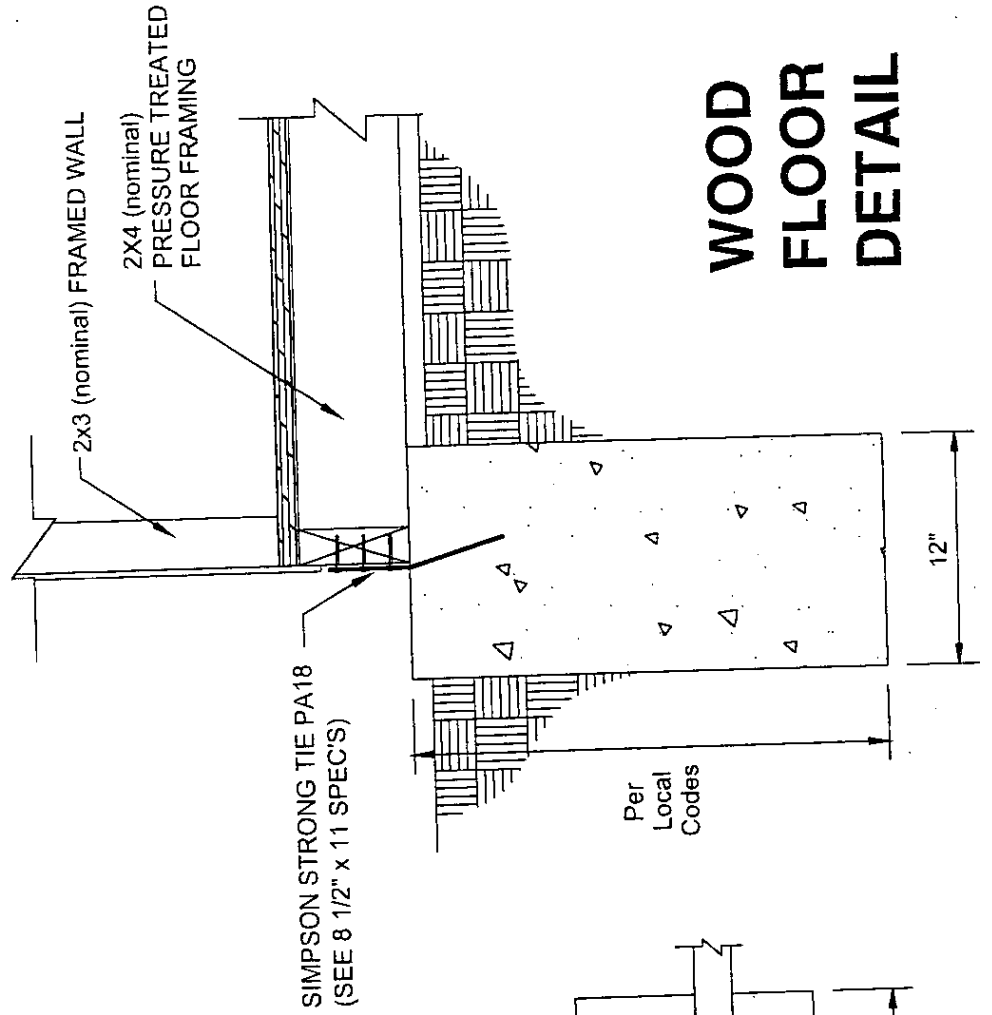 2x3 (nominal) FRAMED WALL
2X4 (nominal)
PRESSURE TREATED
FLOOR FRAMING
SIMPSON STRONG TIE PA18
(SEE 8 1/2" x 11 SPEC'S)
Per
Local
Codes
12"
WOOD
FLOOR
DETAIL